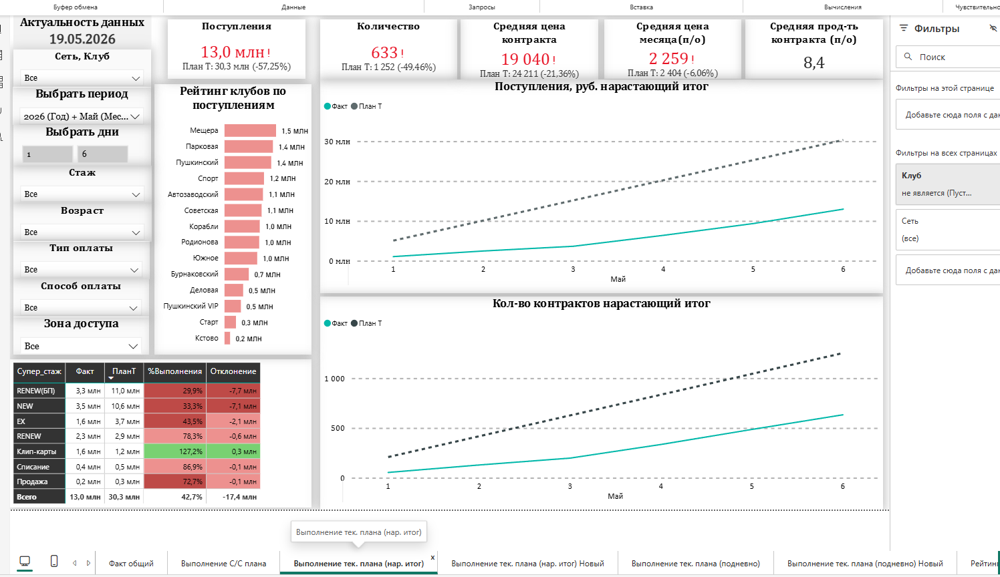 Буфер обмена
Данные
Запросы
Вставка
Вычисления
Чувствительно
Актуальность данных
19.05.2026
Сеть, Клуб
Все
Выбрать период
2026 (Год) + Май (Мес...
Выбрать дни
1
6
Стаж
Все
Возраст
Все
Тип оплаты
Все
Способ оплаты
Все
Зона доступа
Все
Поступления
13,0 млн!
План Т: 30,3 млн (-57,25%)
Количество
633!
План Т: 1 252 (-49,46%)
Средняя цена
контракта
19 040!
План Т: 24 211 (-21,36%)
Средняя цена
месяца(п/о)
2 259!
План Т: 2 404 (-6,06%)
Средняя прод-ть
контракта (п/о)
8,4
Рейтинг клубов по
поступлениям
Мещера 1,5 млн
Парковая 1,4 млн
Пушкинский 1,4 млн
Спорт 1,2 млн
Автозаводский 1,1 млн
Советская 1,1 млн
Корабли 1,0 млн
Родионова 1,0 млн
Южное 1,0 млн
Бурнаковский 0,7 млн
Деловая 0,5 млн
Пушкинский VIP 0,5 млн
Старт 0,3 млн
Кстово 0,2 млн
Поступления, руб. нарастающий итог
Факт План Т
30 млн
20 млн
10 млн
0 млн
1 2 3 4 5 6
Май
Кол-во контрактов нарастающий итог
Факт План Т
1 000
500
0
1 2 3 4 5 6
Май
Супер_стаж Факт ПланТ %Выполнения Отклонение
RENEW(БП) 3,3 млн 11,0 млн 29,9% -7,7 млн
NEW 3,5 млн 10,6 млн 33,3% -7,1 млн
EX 1,6 млн 3,7 млн 43,5% -2,1 млн
RENEW 2,3 млн 2,9 млн 78,3% -0,6 млн
Клип-карты 1,6 млн 1,2 млн 127,2% 0,3 млн
Списание 0,4 млн 0,5 млн 86,9% -0,1 млн
Продажа 0,2 млн 0,3 млн 72,7% -0,1 млн
Всего 13,0 млн 30,3 млн 42,7% -17,4 млн
Фильтры
Поиск
Фильтры на этой странице
Добавьте сюда поля с дан
Фильтры на всех страницах
Клуб
не является (Пуст...
Сеть
(все)
Добавьте сюда поля с дан
Выполнение тек. плана (нар. итог)
Факт общий
Выполнение С/С плана
Выполнение тек. плана (нар. итог)
x
Выполнение тек. плана (нар. итог) Новый
Выполнение тек. плана (подневно)
Выполнение тек. плана (подневно) Новый
Рейтинг